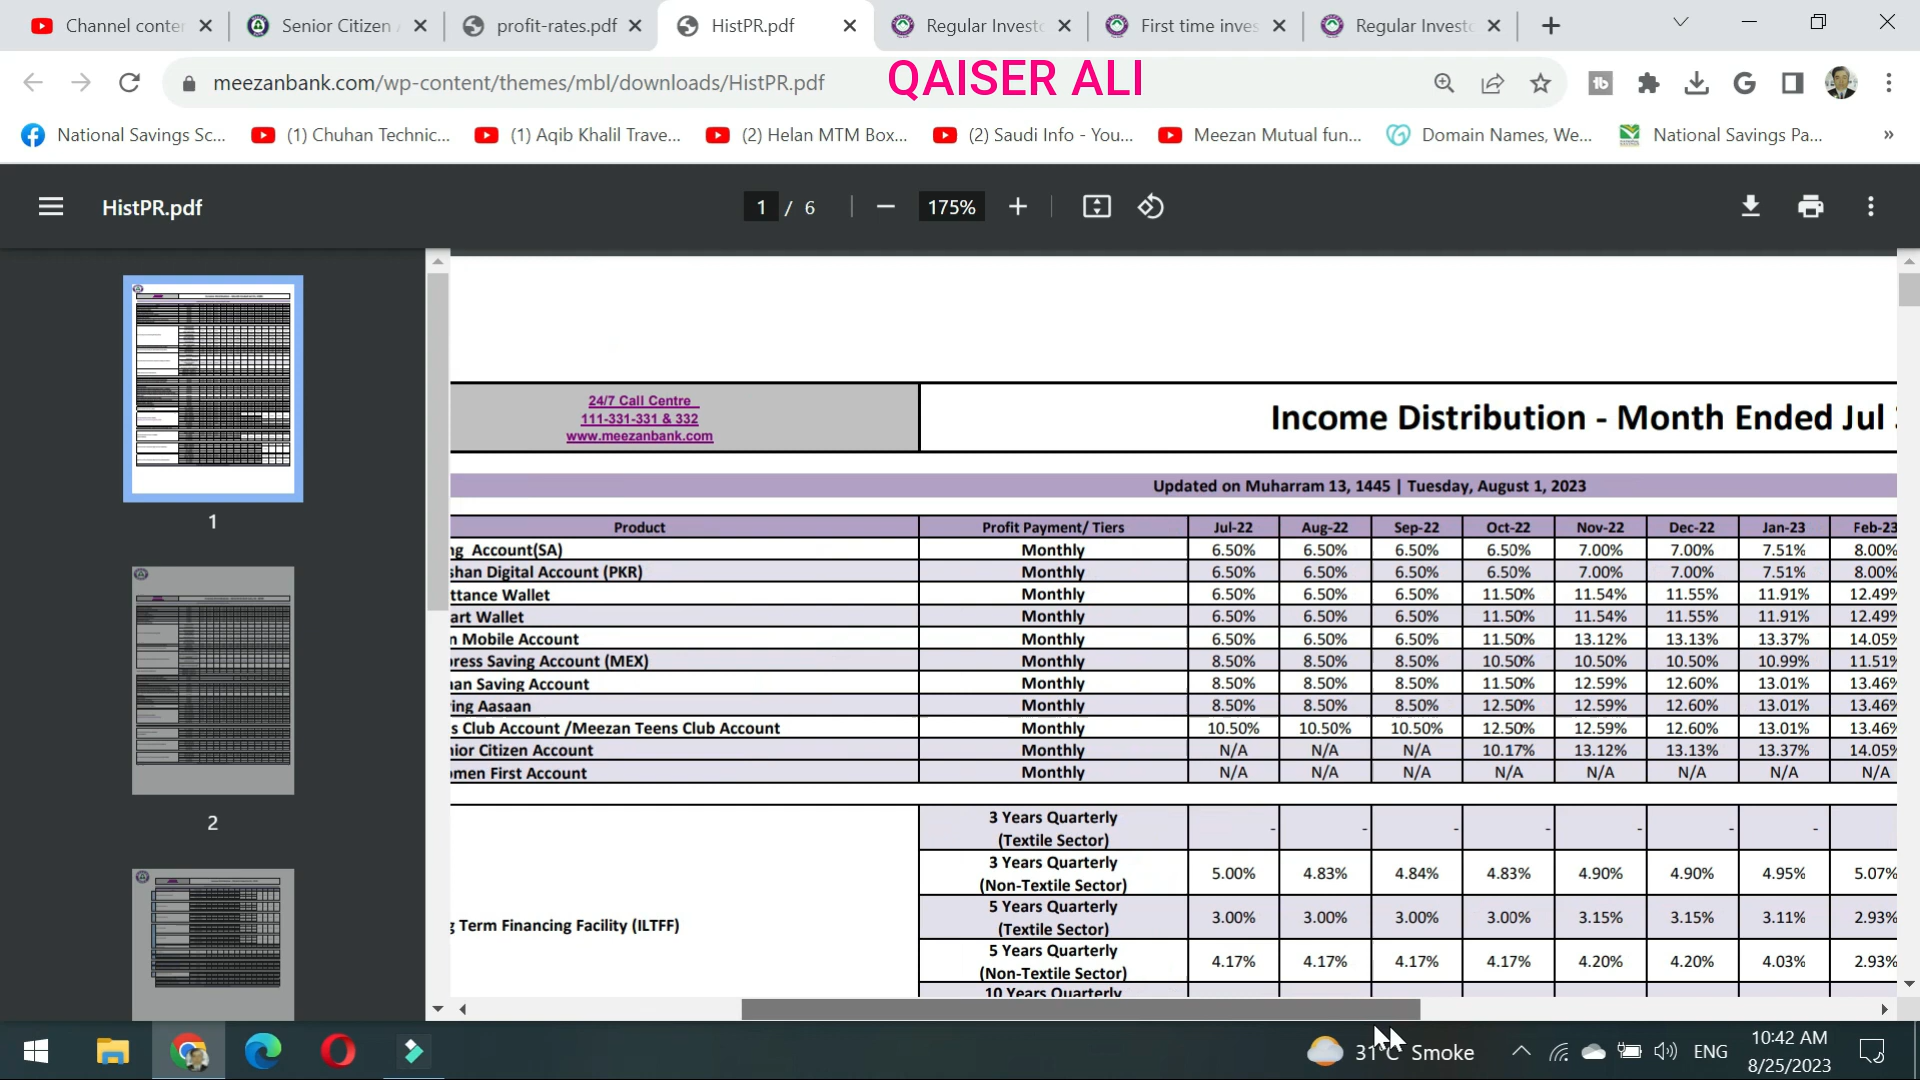 Channel conter
Senior Citizen
profit-rates.pdf
HistPR.pdf
Regular Investo
First time inves
Regular Investo
meezanbank.com/wp-content/themes/mbl/downloads/HistPR.pdf
QAISER ALI
National Savings Sc...
(1) Chuhan Technic...
(1) Aqib Khalil Trave...
(2) Helan MTM Box...
(2) Saudi Info - You...
Meezan Mutual fun...
Domain Names, We...
National Savings Pa...
»
HistPR.pdf
1 / 6
175%
24/7 Call Centre
111-331-331 & 332
www.meezanbank.com
Income Distribution - Month Ended Jul
Updated on Muharram 13, 1445 | Tuesday, August 1, 2023
Product Profit Payment/ Tiers Jul-22 Aug-22 Sep-22 Oct-22 Nov-22 Dec-22 Jan-23 Feb-23
ng Account(SA) Monthly 6.50% 6.50% 6.50% 6.50% 7.00% 7.00% 7.51% 8.00%
shan Digital Account (PKR) Monthly 6.50% 6.50% 6.50% 6.50% 7.00% 7.00% 7.51% 8.00%
ttance Wallet Monthly 6.50% 6.50% 6.50% 11.50% 11.54% 11.55% 11.91% 12.49%
art Wallet Monthly 6.50% 6.50% 6.50% 11.50% 11.54% 11.55% 11.91% 12.49%
n Mobile Account Monthly 6.50% 6.50% 6.50% 11.50% 13.12% 13.13% 13.37% 14.05%
press Saving Account (MEX) Monthly 8.50% 8.50% 8.50% 10.50% 10.50% 10.50% 10.99% 11.51%
nan Saving Account Monthly 8.50% 8.50% 8.50% 11.50% 12.59% 12.60% 13.01% 13.46%
ing Aasaan Monthly 8.50% 8.50% 8.50% 12.50% 12.59% 12.60% 13.01% 13.46%
s Club Account /Meezan Teens Club Account Monthly 10.50% 10.50% 10.50% 12.50% 12.59% 12.60% 13.01% 13.46%
nior Citizen Account Monthly N/A N/A N/A 10.17% 13.12% 13.13% 13.37% 14.05%
omen First Account Monthly N/A N/A N/A N/A N/A N/A N/A N/A
3 Years Quarterly
(Textile Sector) - - - - - - -
3 Years Quarterly
(Non-Textile Sector) 5.00% 4.83% 4.84% 4.83% 4.90% 4.90% 4.95% 5.07%
5 Years Quarterly
(Textile Sector) 3.00% 3.00% 3.00% 3.00% 3.15% 3.15% 3.11% 2.93%
g Term Financing Facility (ILTFF)
5 Years Quarterly
(Non-Textile Sector) 4.17% 4.17% 4.17% 4.17% 4.20% 4.20% 4.03% 2.93%
10 Years Quarterly
1
2
31°C Smoke
ENG
10:42 AM
8/25/2023